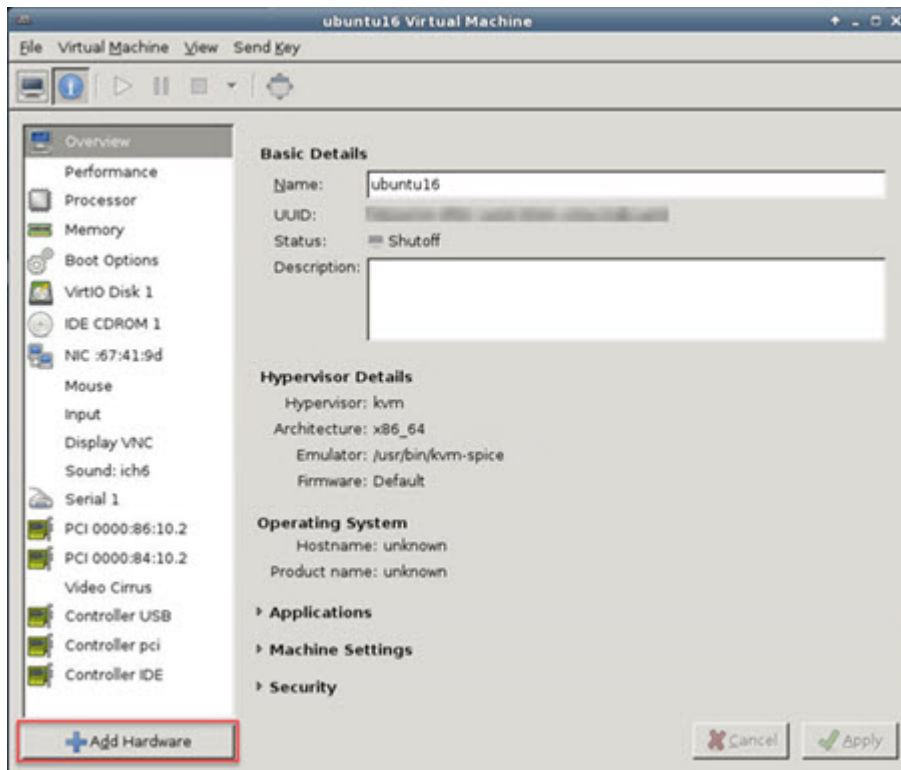 ubuntu16 Virtual Machine
File Virtual Machine View Send Key
Overview
Performance
Processor
Memory
Boot Options
VirtIO Disk 1
IDE CDROM 1
NIC :67:41:9d
Mouse
Input
Display VNC
Sound: ich6
Serial 1
PCI 0000:86:10.2
PCI 0000:84:10.2
Video Cirrus
Controller USB
Controller pci
Controller IDE
Add Hardware
Basic Details
Name: ubuntu16
UUID:
Status: Shutoff
Description:
Hypervisor Details
Hypervisor: kvm
Architecture: x86_64
Emulator: /usr/bin/kvm-spice
Firmware: Default
Operating System
Hostname: unknown
Product name: unknown
Applications
Machine Settings
Security
Cancel Apply